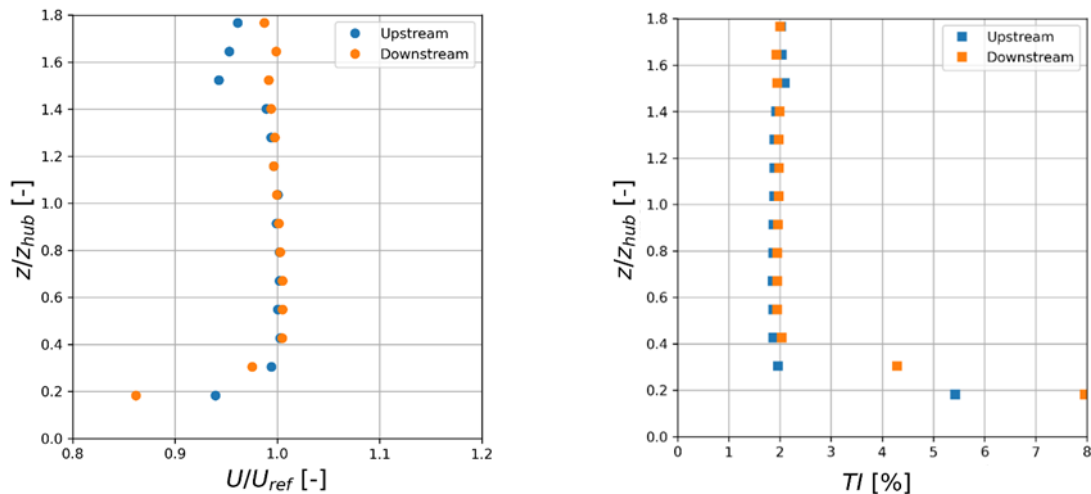 1.8
1.6
1.4
1.2
1.0
0.8
0.6
0.4
0.2
0.0
z/z_hub [-]
Upstream
Downstream
0.8 0.9 1.0 1.1 1.2
U/U_ref [-]
1.8
1.6
1.4
1.2
1.0
0.8
0.6
0.4
0.2
0.0
z/z_hub [-]
Upstream
Downstream
0 1 2 3 4 5 6 7 8
TI [%]